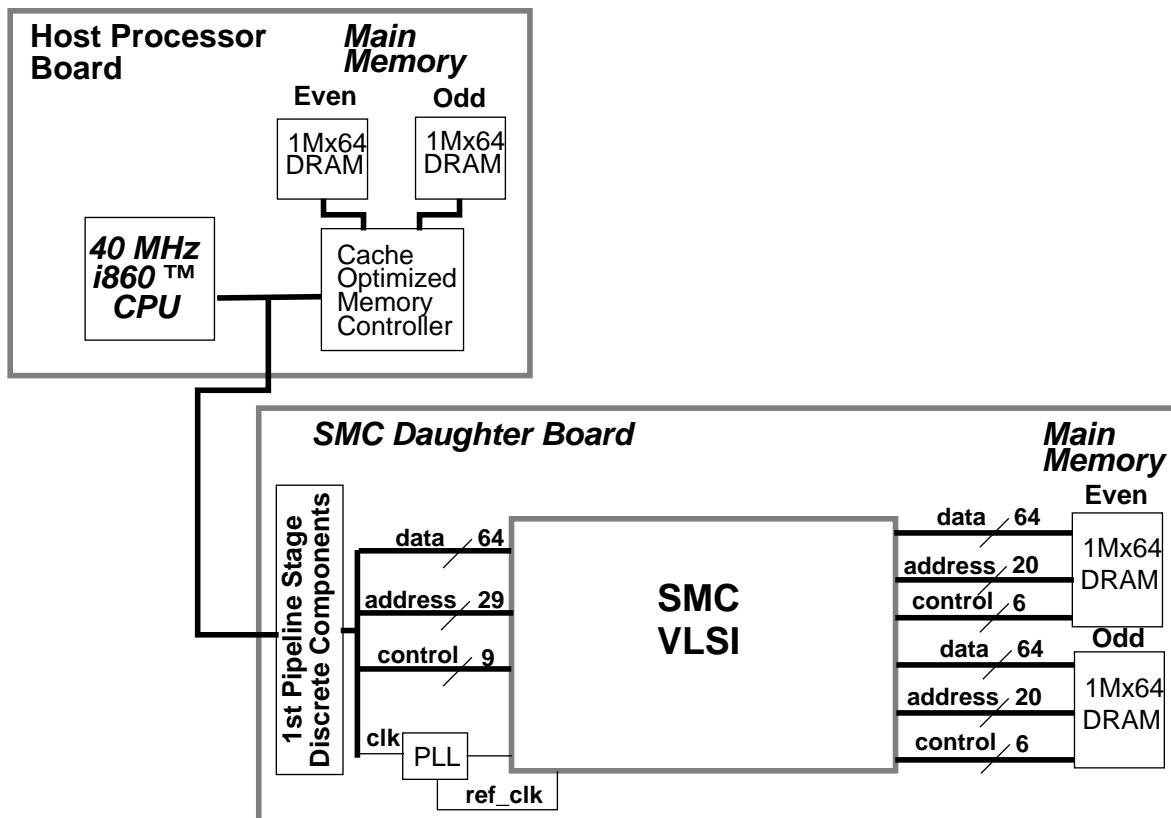 Host Processor
Board
Main
Memory
Even
Odd
1Mx64
DRAM
1Mx64
DRAM
40 MHz
i860 ™
CPU
Cache
Optimized
Memory
Controller
SMC Daughter Board
Main
Memory
1st Pipeline Stage
Discrete Components
data 64
address 29
control 9
clk
PLL
ref_clk
SMC
VLSI
data 64
address 20
control 6
Even
1Mx64
DRAM
data 64
address 20
control 6
Odd
1Mx64
DRAM